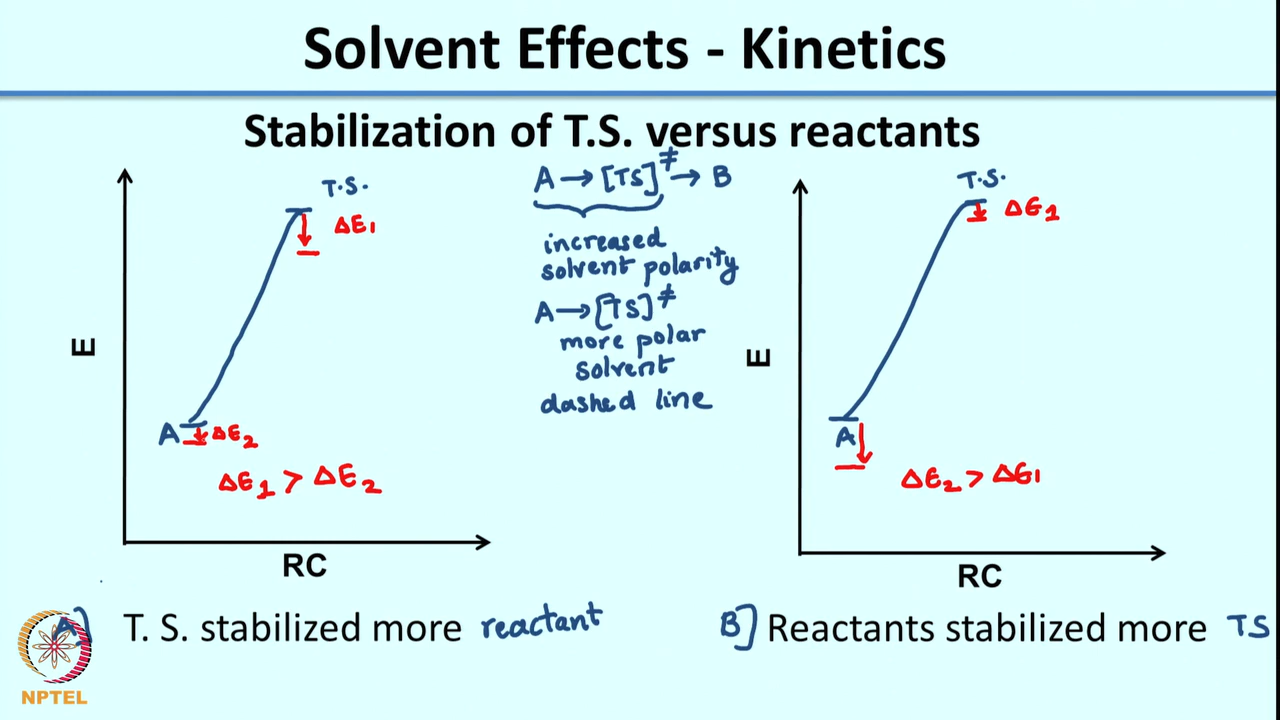 Solvent Effects - Kinetics
Stabilization of T.S. versus reactants
T.S.
ΔE1
E
A
ΔE2
ΔE1 > ΔE2
RC
A → [TS]≠ → B
increased
solvent polarity
A → [TS]≠
more polar
solvent
dashed line
T.S.
ΔE1
E
A
ΔE2 > ΔE1
RC
A] T. S. stabilized more reactant
B] Reactants stabilized more TS
NPTEL